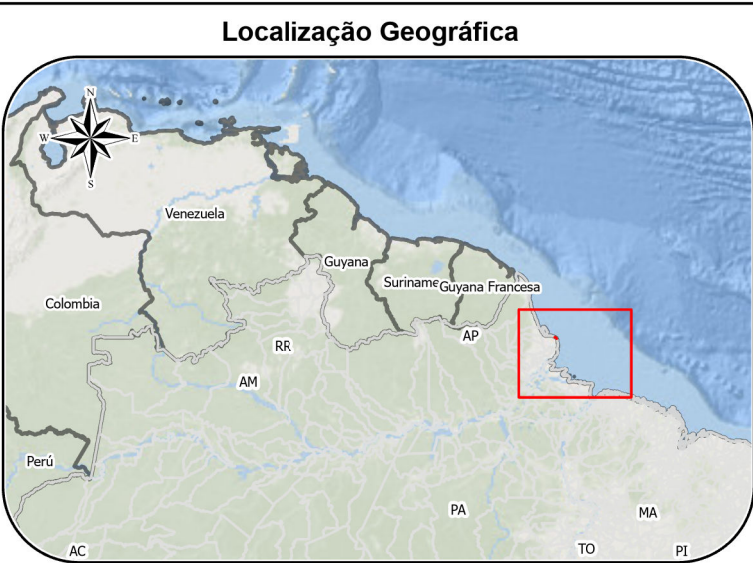 Localização Geográfica
N
W
E
S
Venezuela
Guyana
Suriname
Guyana Francesa
Colombia
RR
AP
AM
Perú
PA
MA
AC
TO
PI